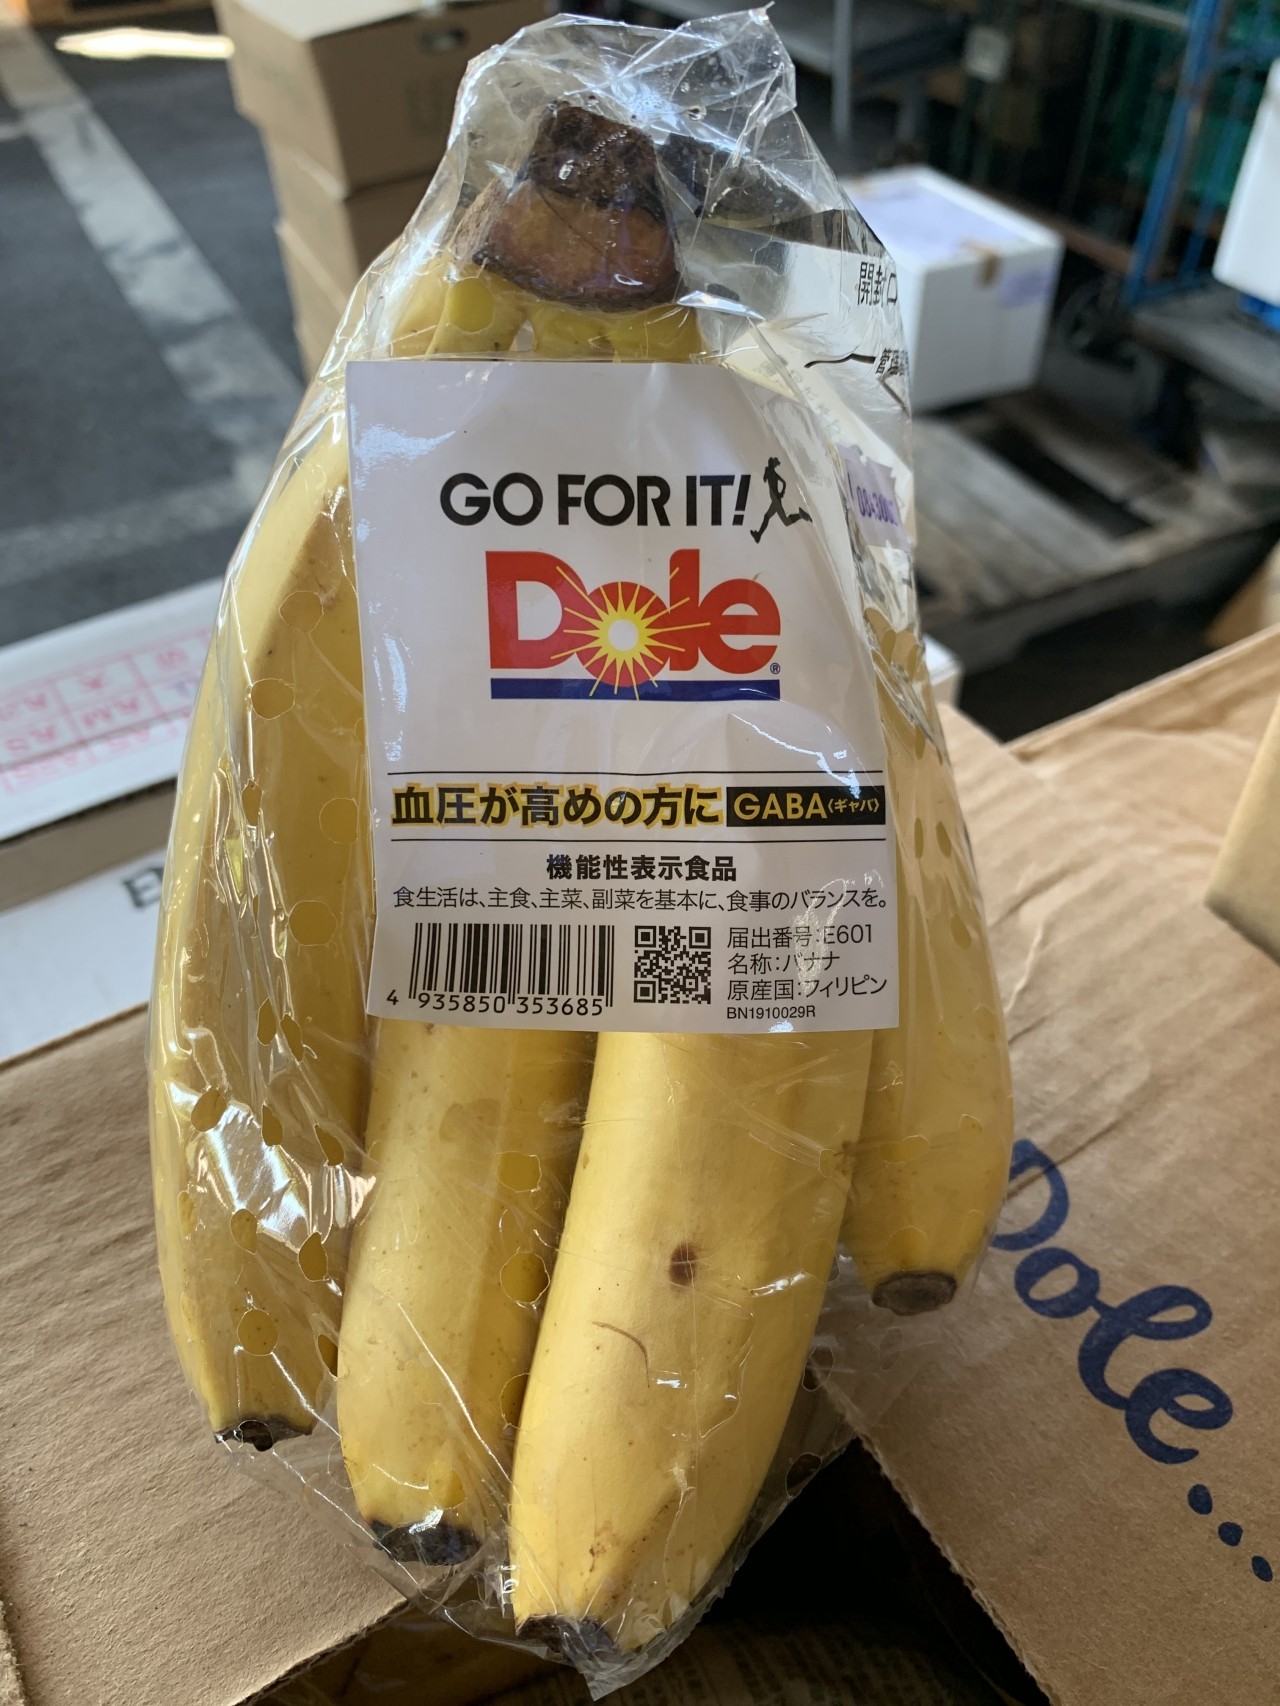 開封口
GO FOR IT!
Dole®
血圧が高めの方に GABA〈ギャバ〉
機能性表示食品
食生活は、主食、主菜、副菜を基本に、食事のバランスを。
届出番号:E601
名称:バナナ
原産国:フィリピン
BN1910029R
4 935850 353685
Dole...